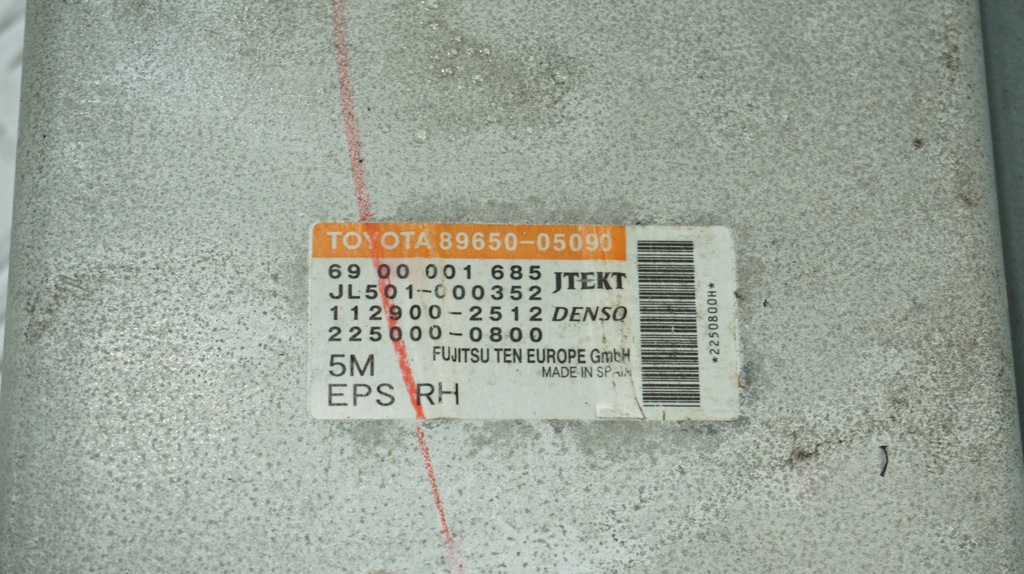 TOYOTA 89650-05090
69 00 001 685
JL501-000352 JTEKT
112900-2512 DENSO
225000-0800
FUJITSU TEN EUROPE GmbH
5M MADE IN SPAIN
EPS RH
*2250800H*